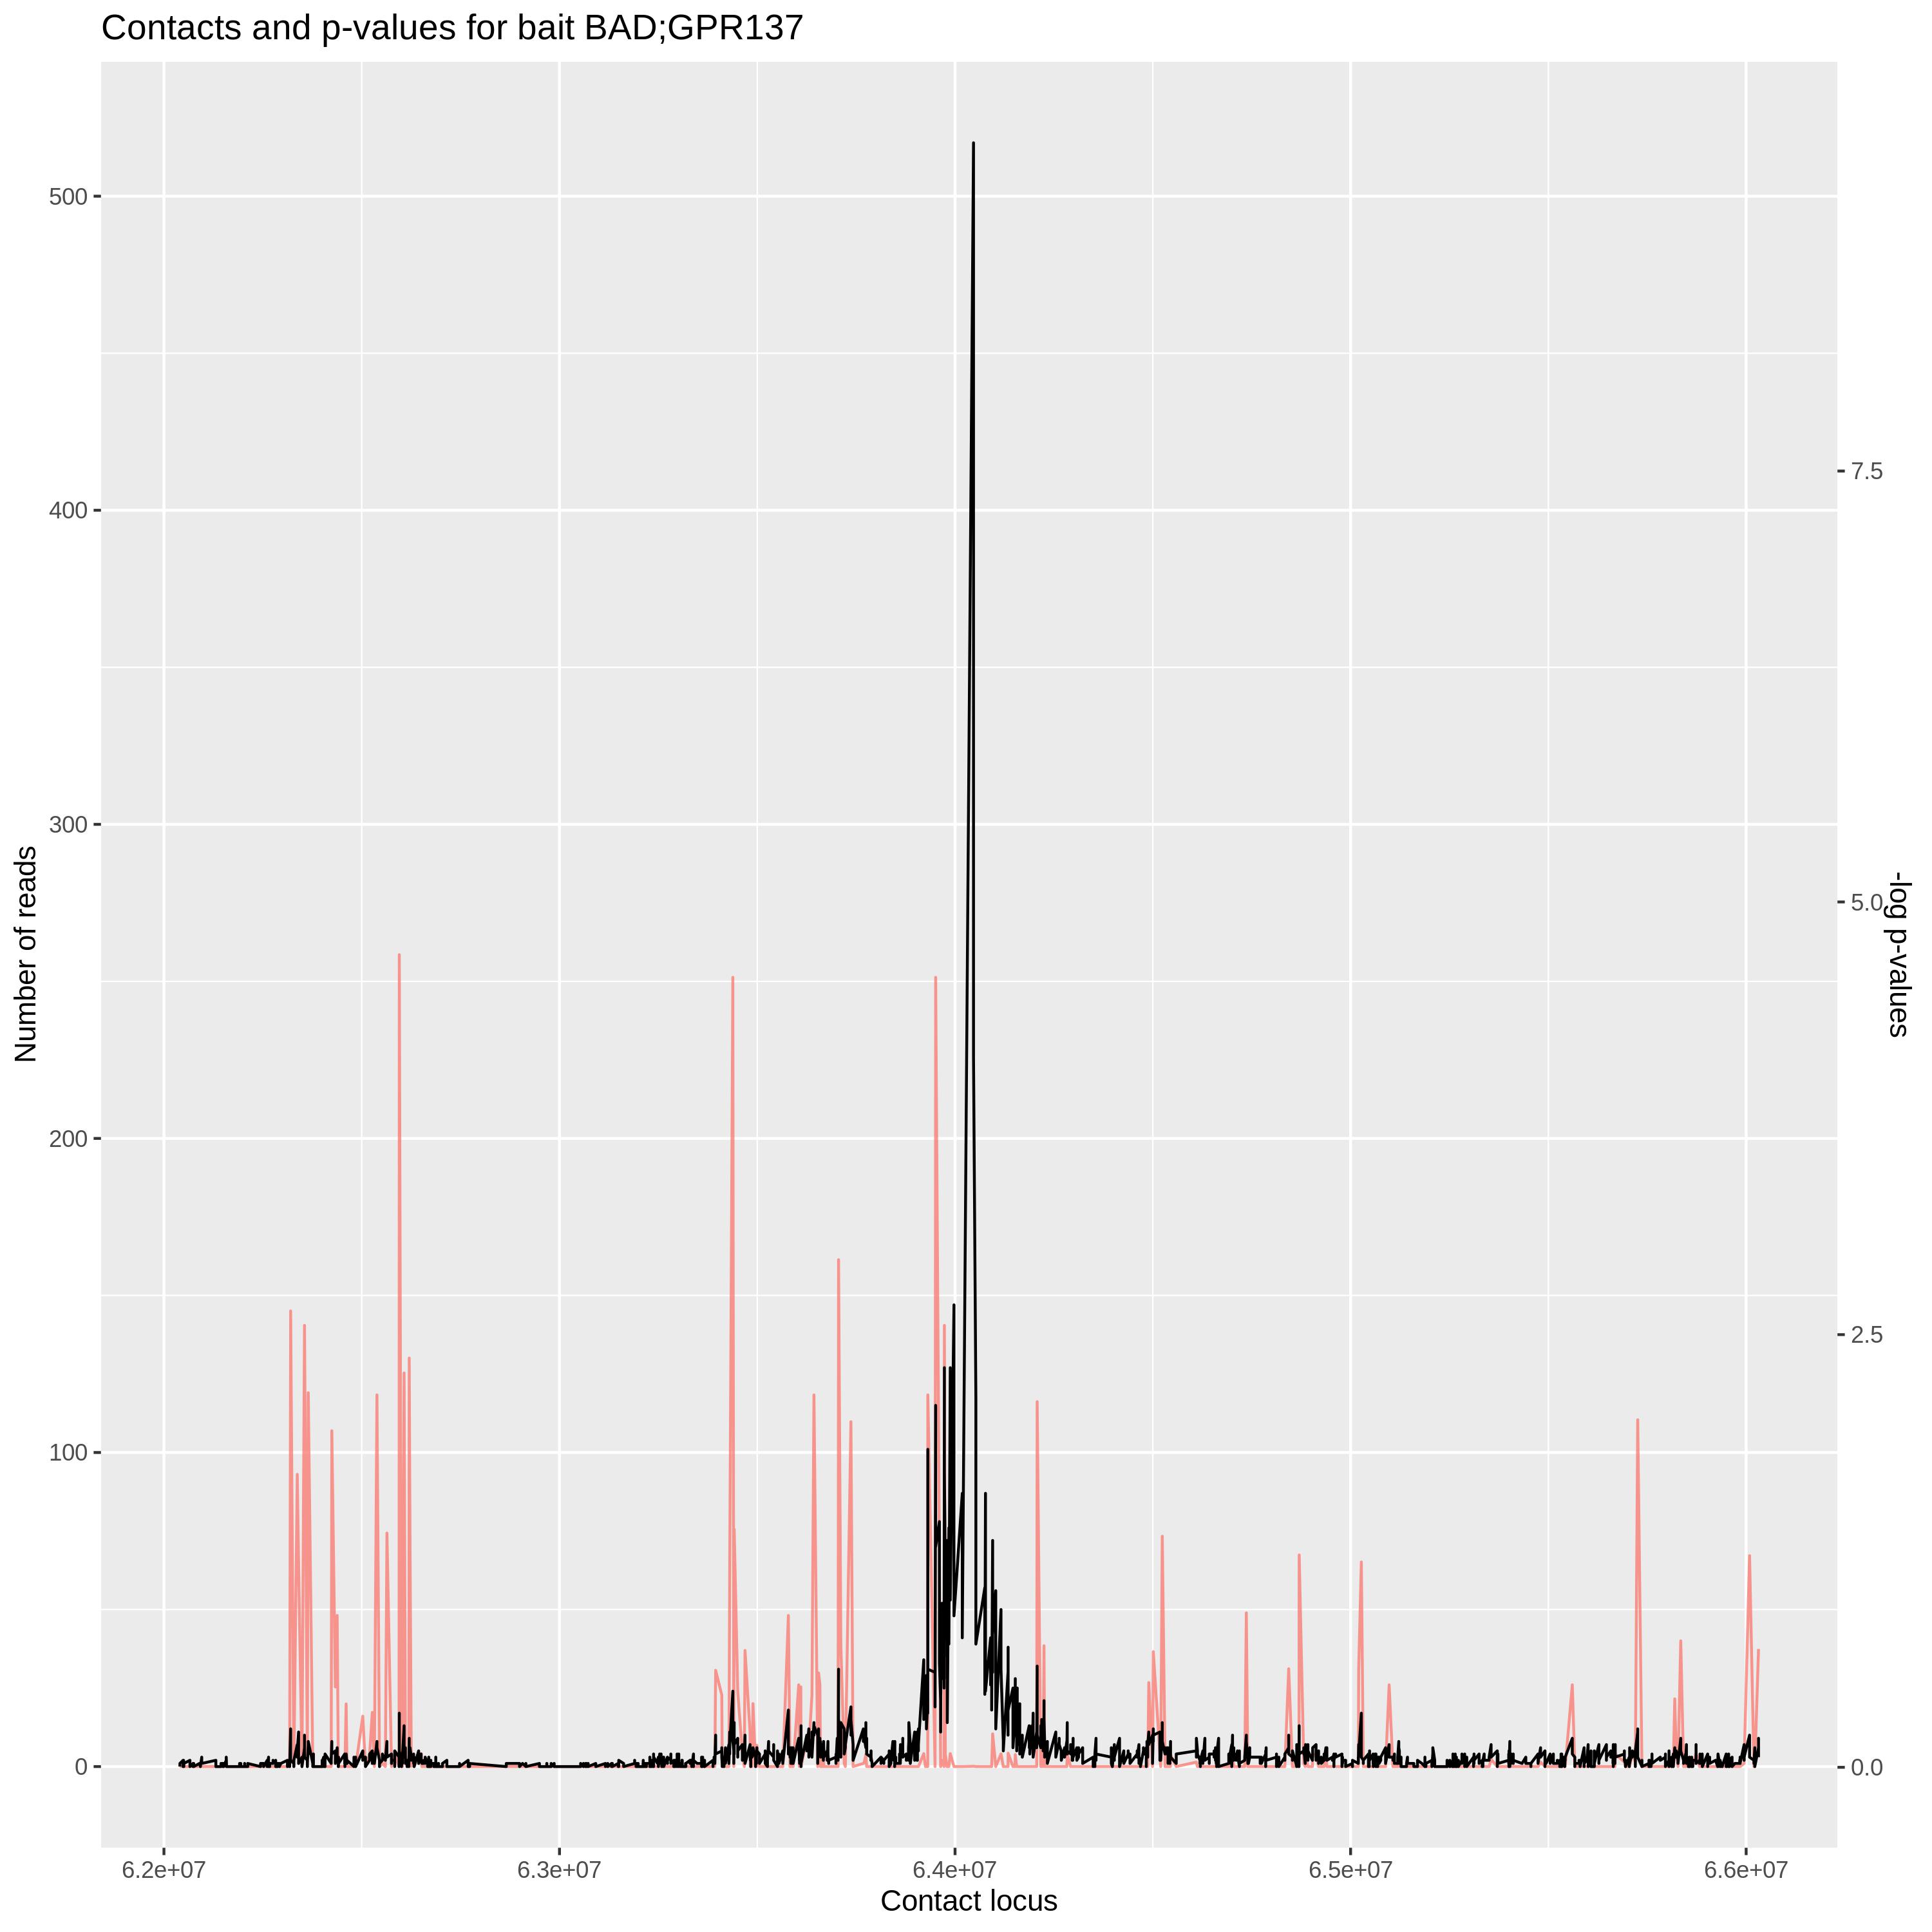 Contacts and p-values for bait BAD;GPR137
500
400
300
200
100
0
Number of reads
7.5
5.0
2.5
0.0
-log p-values
6.2e+07
6.3e+07
6.4e+07
6.5e+07
6.6e+07
Contact locus